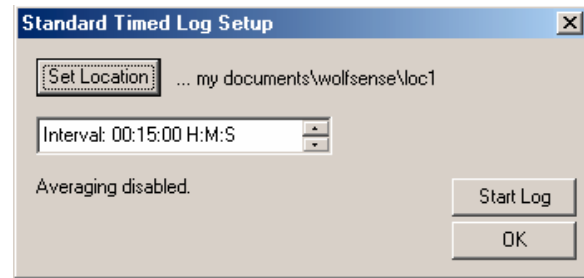 Standard Timed Log Setup
Set Location ... my documents\wolfsense\loc1
Interval: 00:15:00 H:M:S
Averaging disabled.
Start Log
OK